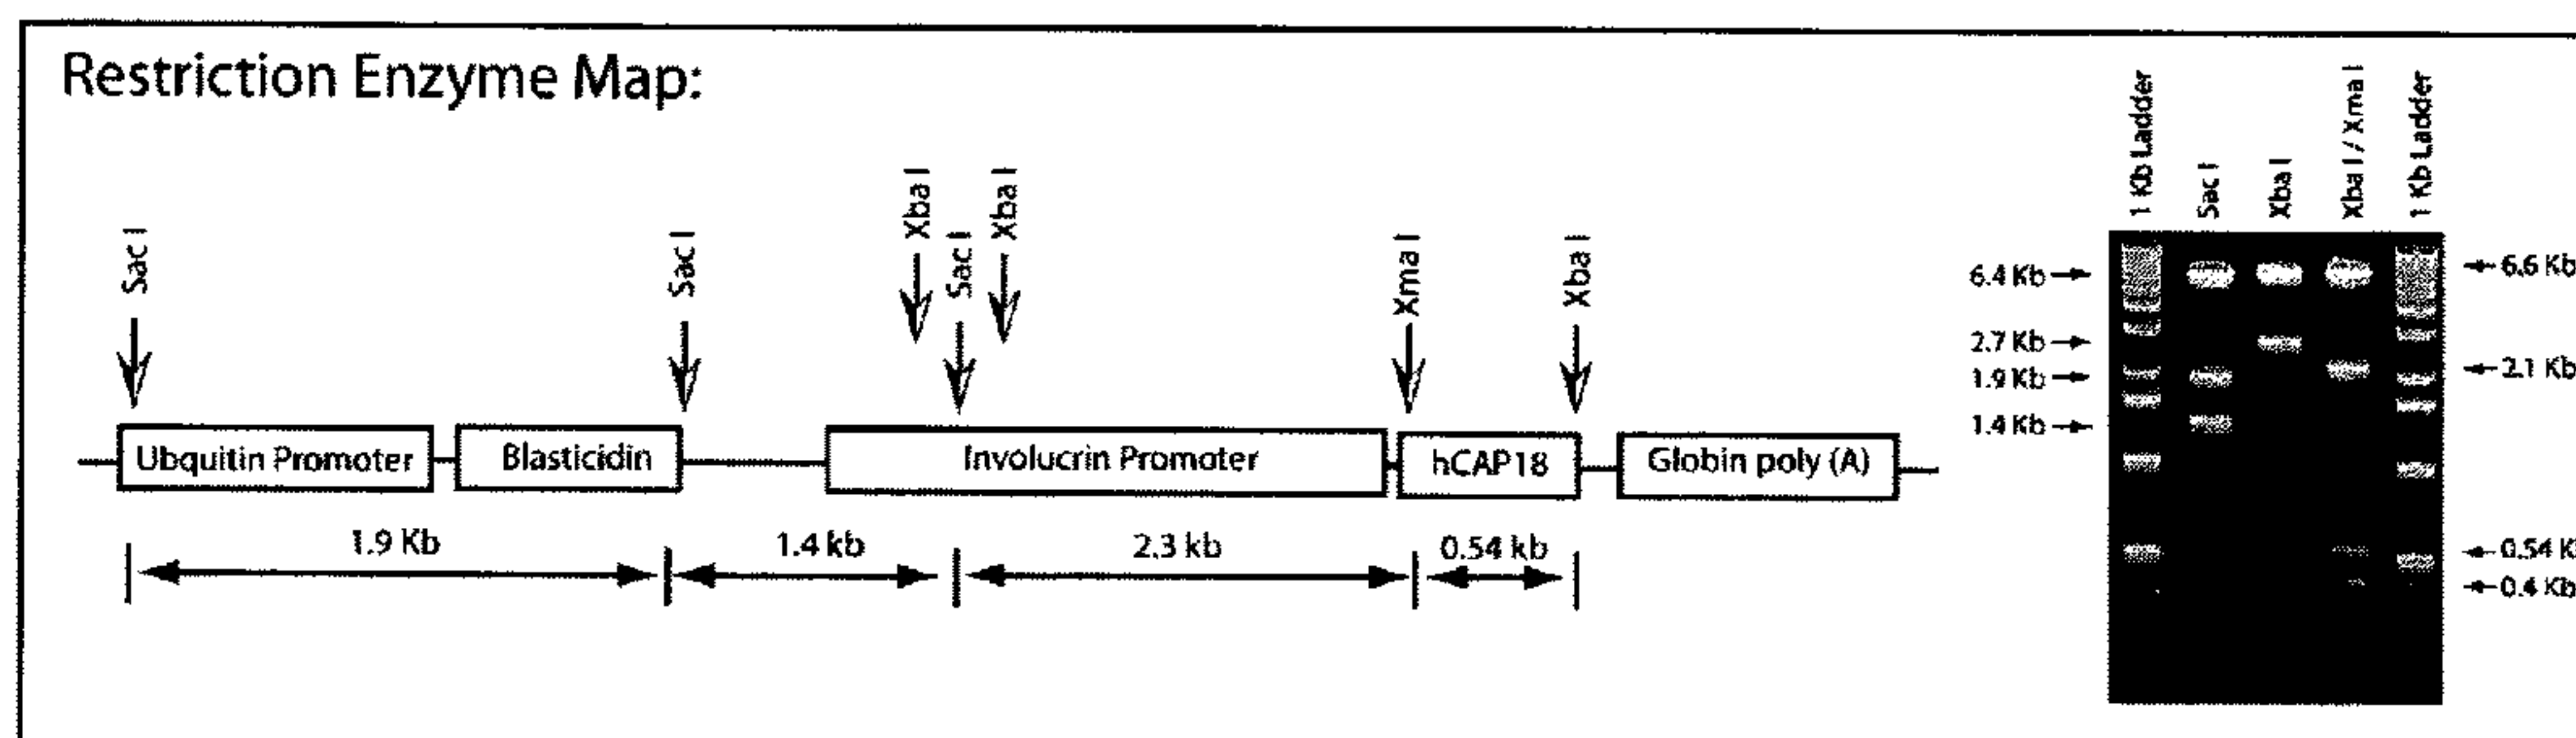 Restriction Enzyme Map:
Sac I
Sac I
Xba I
Sac I
Xba I
Xma I
Xba I
Ubquitin Promoter
Blasticidin
Involucrin Promoter
hCAP18
Globin poly (A)
1.9 Kb
1.4 kb
2.3 kb
0.54 kb
1 Kb Ladder
Sac I
Xba I
Xba I / Xma I
1 Kb Ladder
6.4 Kb
2.7 Kb
1.9 Kb
1.4 Kb
6.6 Kb
2.1 Kb
0.54 K
0.4 Kb